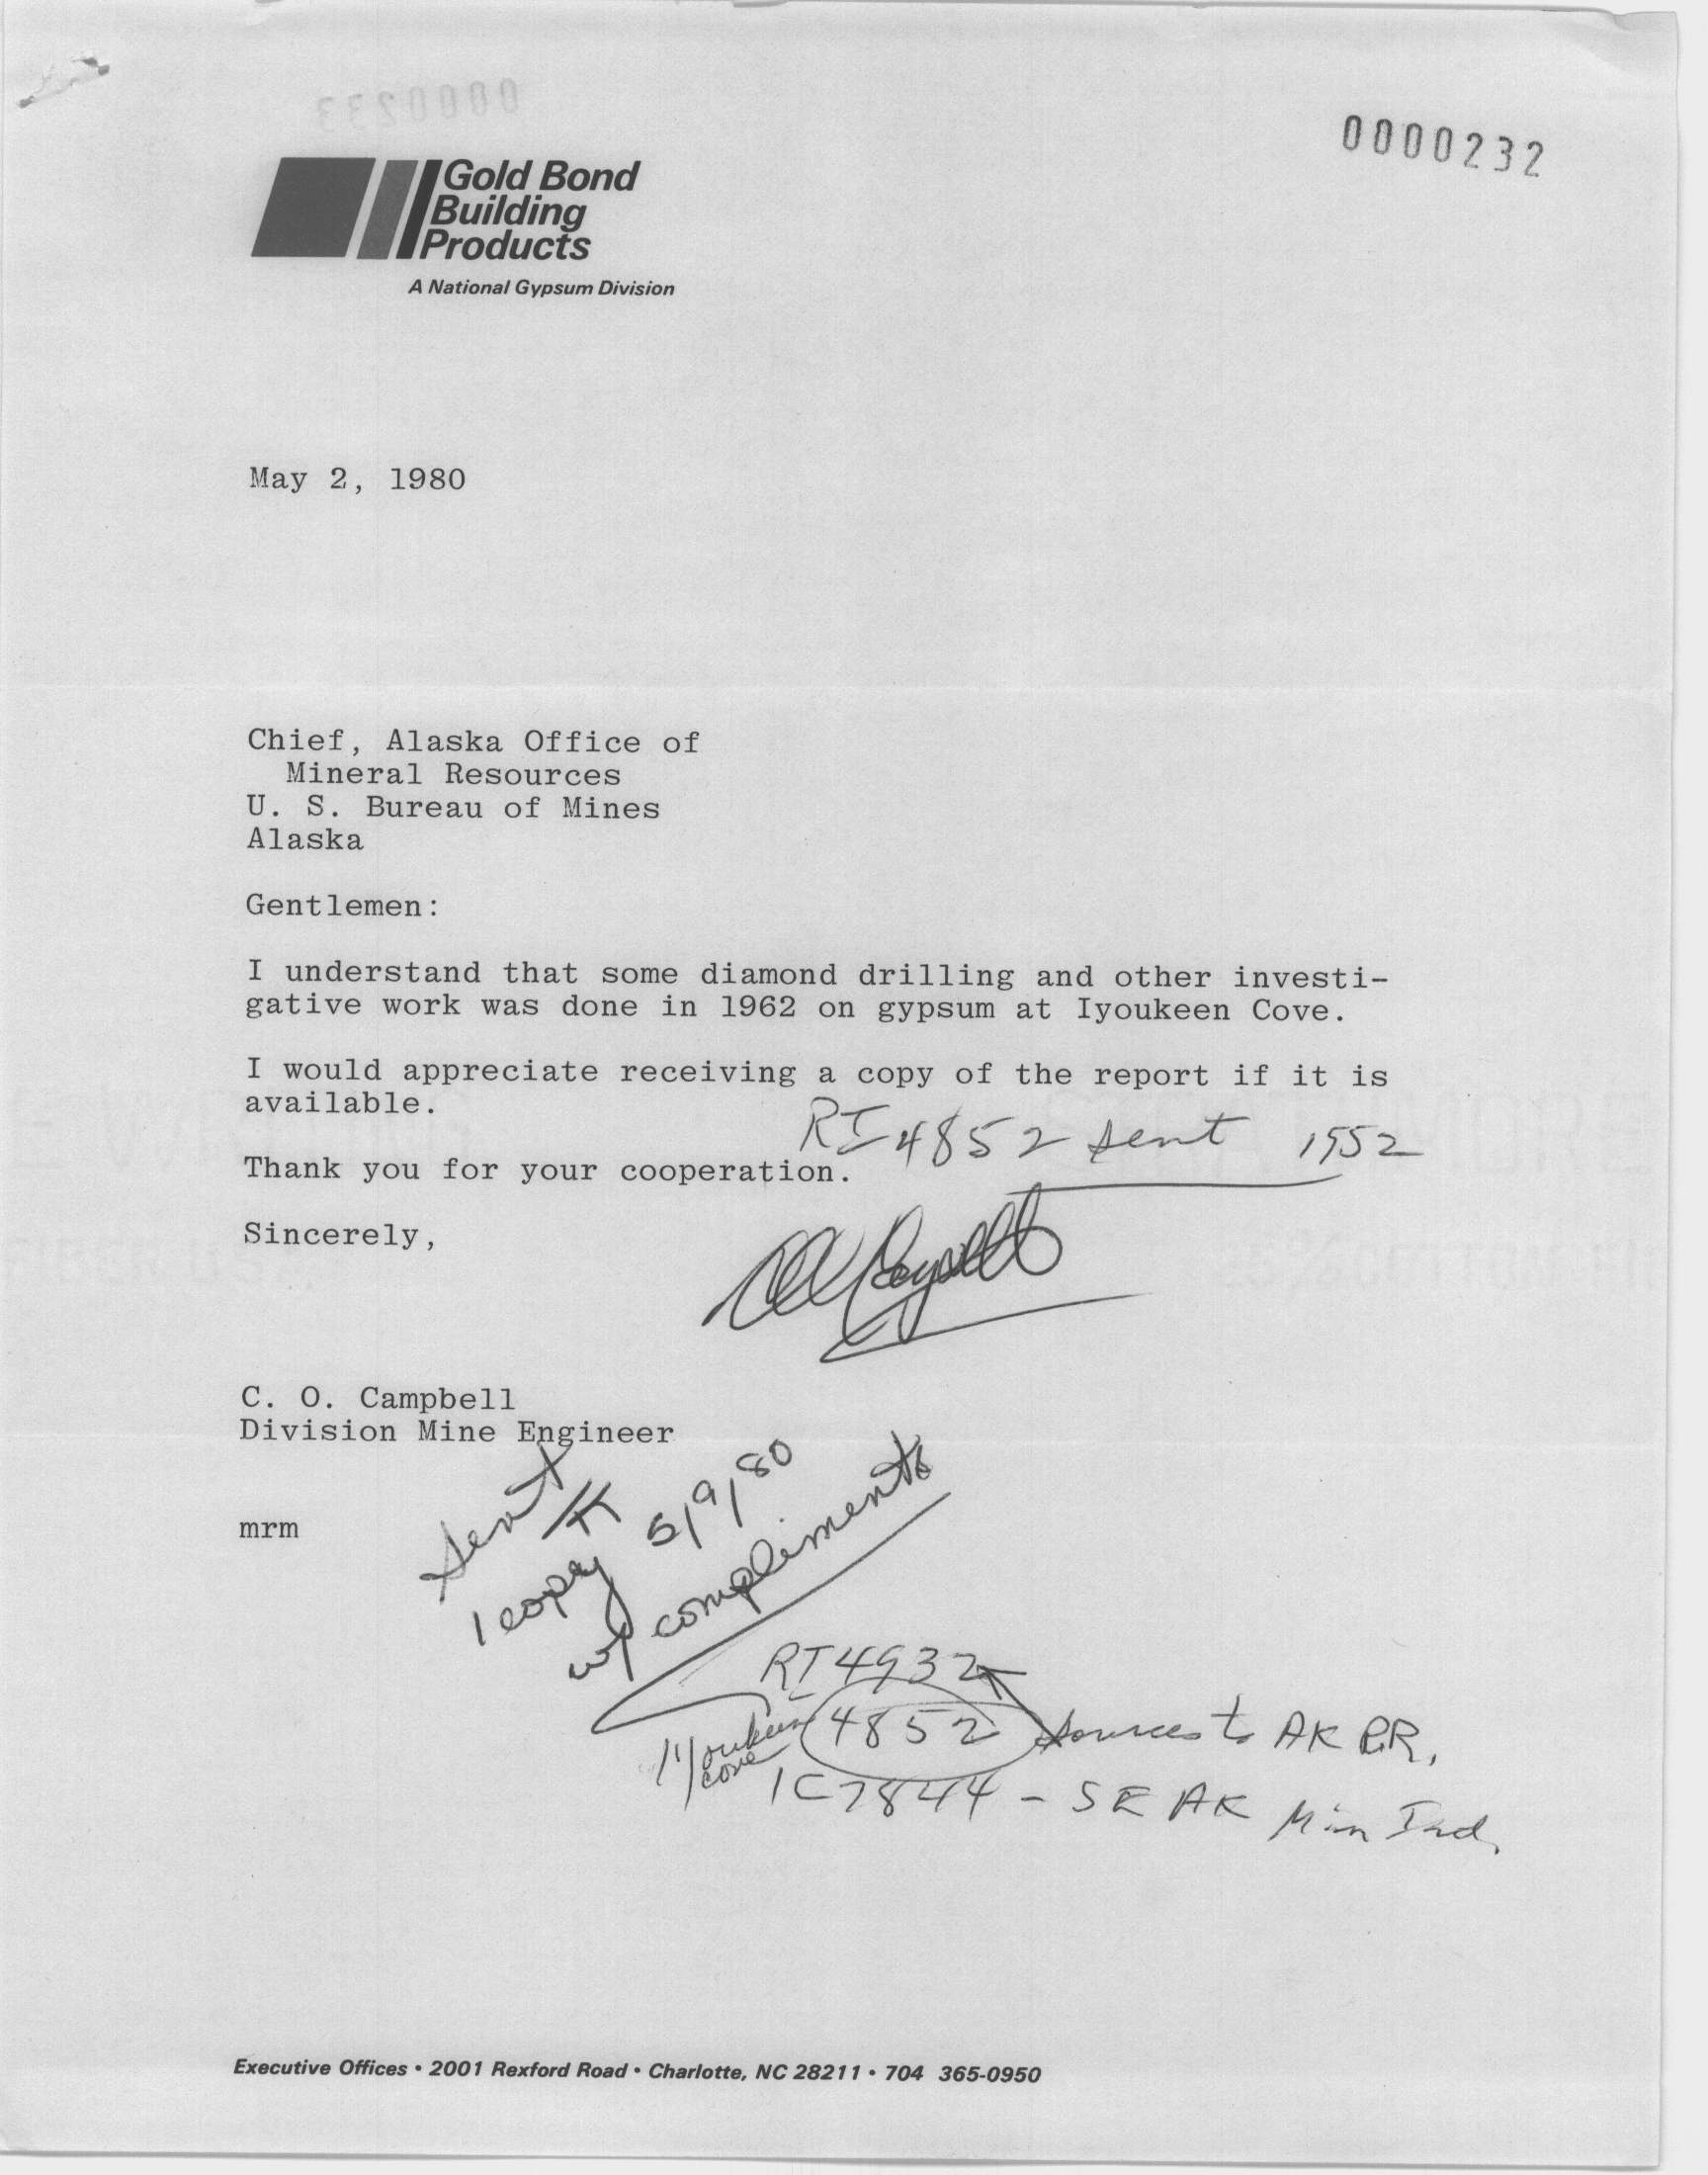 0000232
Gold Bond
Building
Products
A National Gypsum Division
May 2, 1980
Chief, Alaska Office of
Mineral Resources
U. S. Bureau of Mines
Alaska
Gentlemen:
I understand that some diamond drilling and other investi-
gative work was done in 1962 on gypsum at Iyoukeen Cove.
I would appreciate receiving a copy of the report if it is
available.
RI 4852 sent 1952
Thank you for your cooperation.
Sincerely,
C. O. Campbell
Division Mine Engineer
mrm
Sent
1 copy 5/9/80
w/ compliments
RI 4932
Iyoukeen
cove
4852 sources to AK RR,
IC 7844 - SE AK Min Ind.
Executive Offices • 2001 Rexford Road • Charlotte, NC 28211 • 704 365-0950